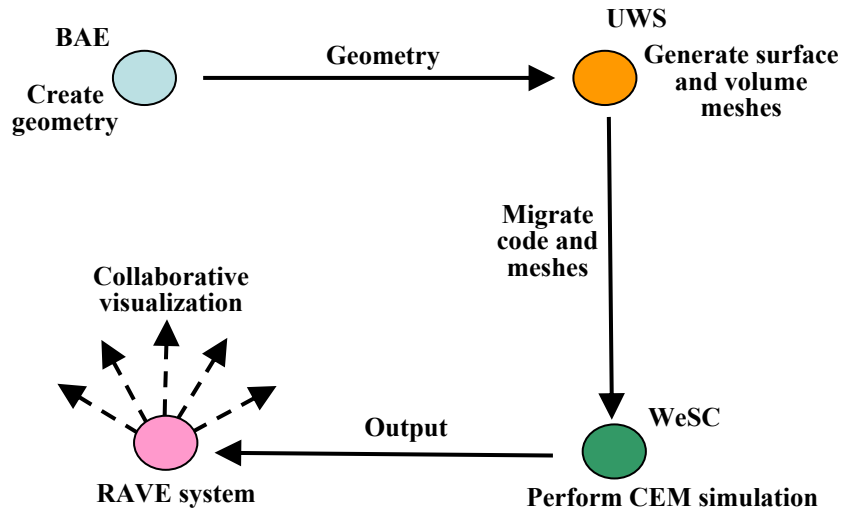 BAE
Create
geometry
Geometry
UWS
Generate surface
and volume
meshes
Migrate
code and
meshes
Collaborative
visualization
WeSC
Output
RAVE system
Perform CEM simulation